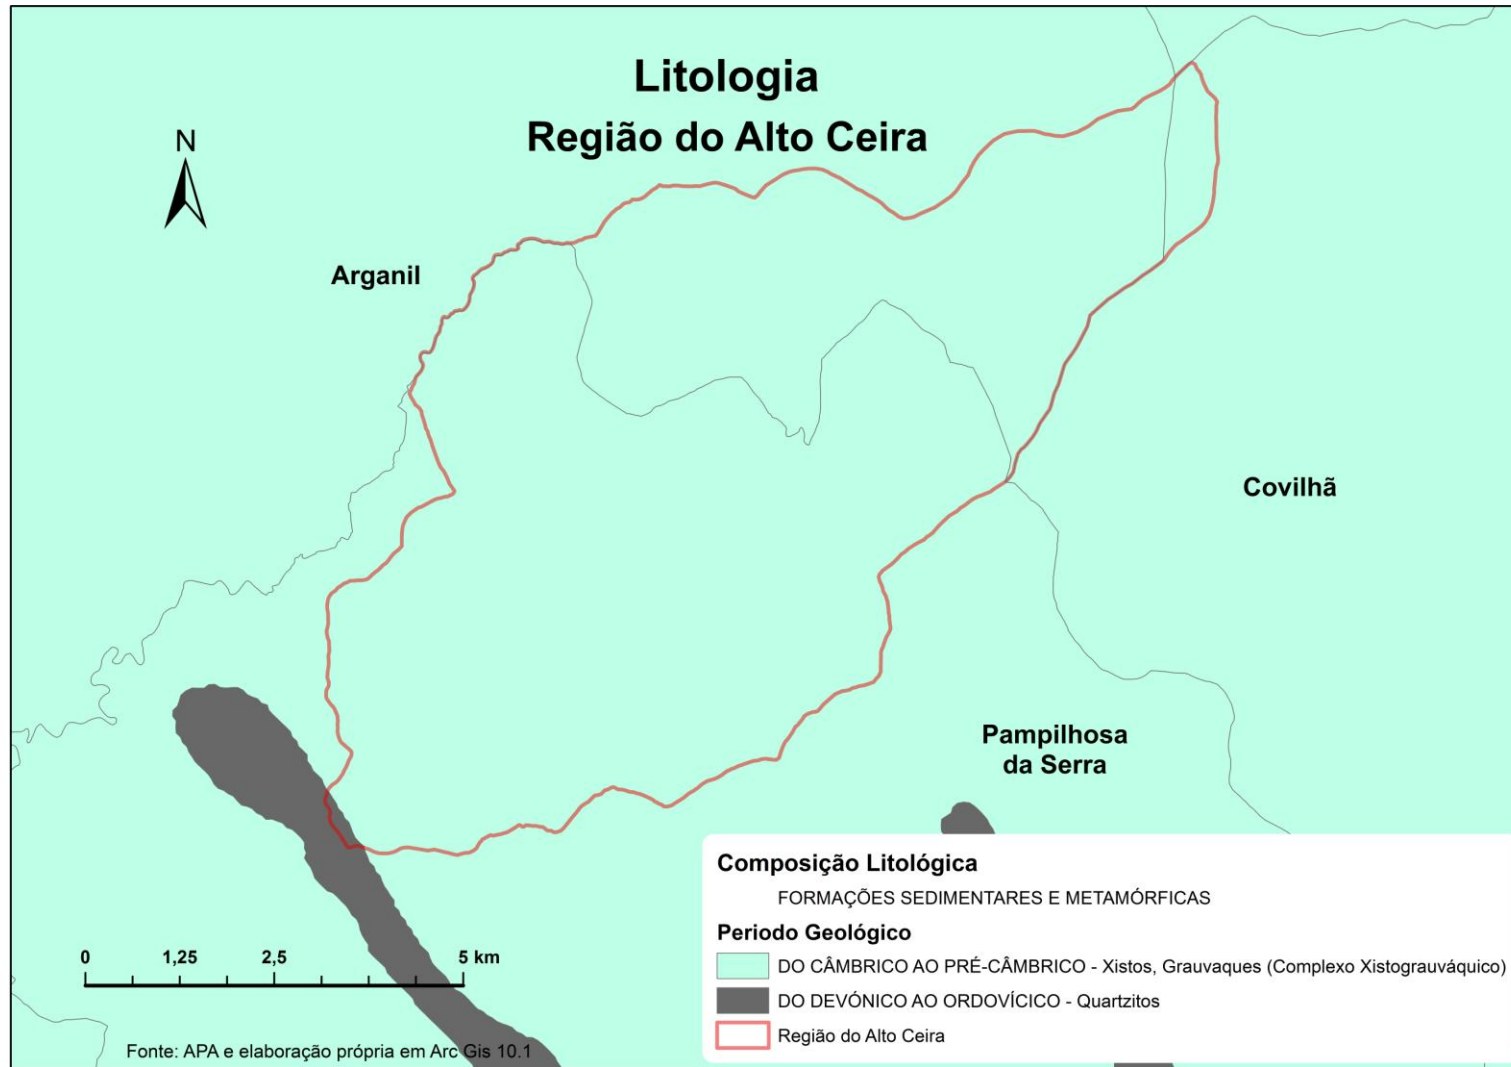 Litologia
Região do Alto Ceira
N
Arganil
Covilhã
Pampilhosa
da Serra
Composição Litológica
FORMAÇÕES SEDIMENTARES E METAMÓRFICAS
Periodo Geológico
DO CÂMBRICO AO PRÉ-CÂMBRICO - Xistos, Grauvaques (Complexo Xistograuváquico)
DO DEVÓNICO AO ORDOVÍCICO - Quartzitos
Região do Alto Ceira
0 1,25 2,5 5 km
Fonte: APA e elaboração própria em Arc Gis 10.1